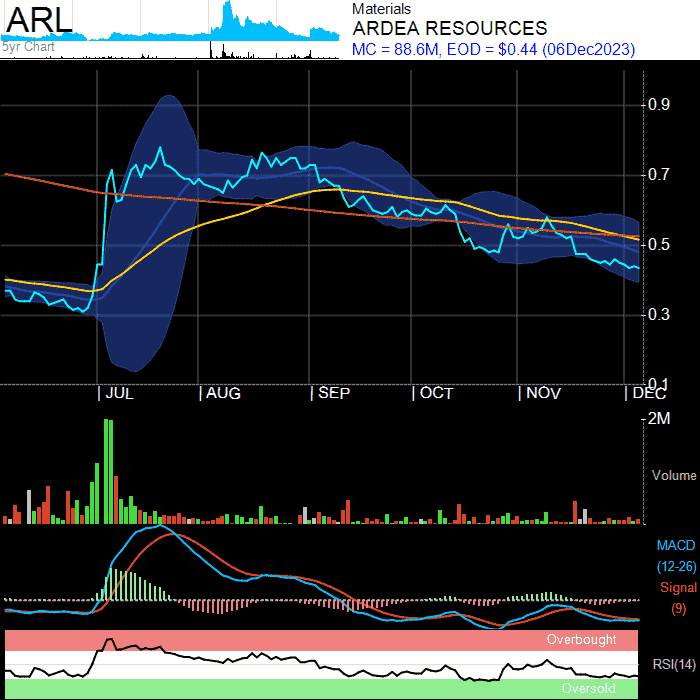 ARL
5yr Chart
Materials
ARDEA RESOURCES
MC = 88.6M, EOD = $0.44 (06Dec2023)
0.9
0.7
0.5
0.3
0.1
| JUL | AUG | SEP | OCT | NOV | DEC
2M
Volume
MACD
(12-26)
Signal
(9)
Overbought
RSI(14)
Oversold